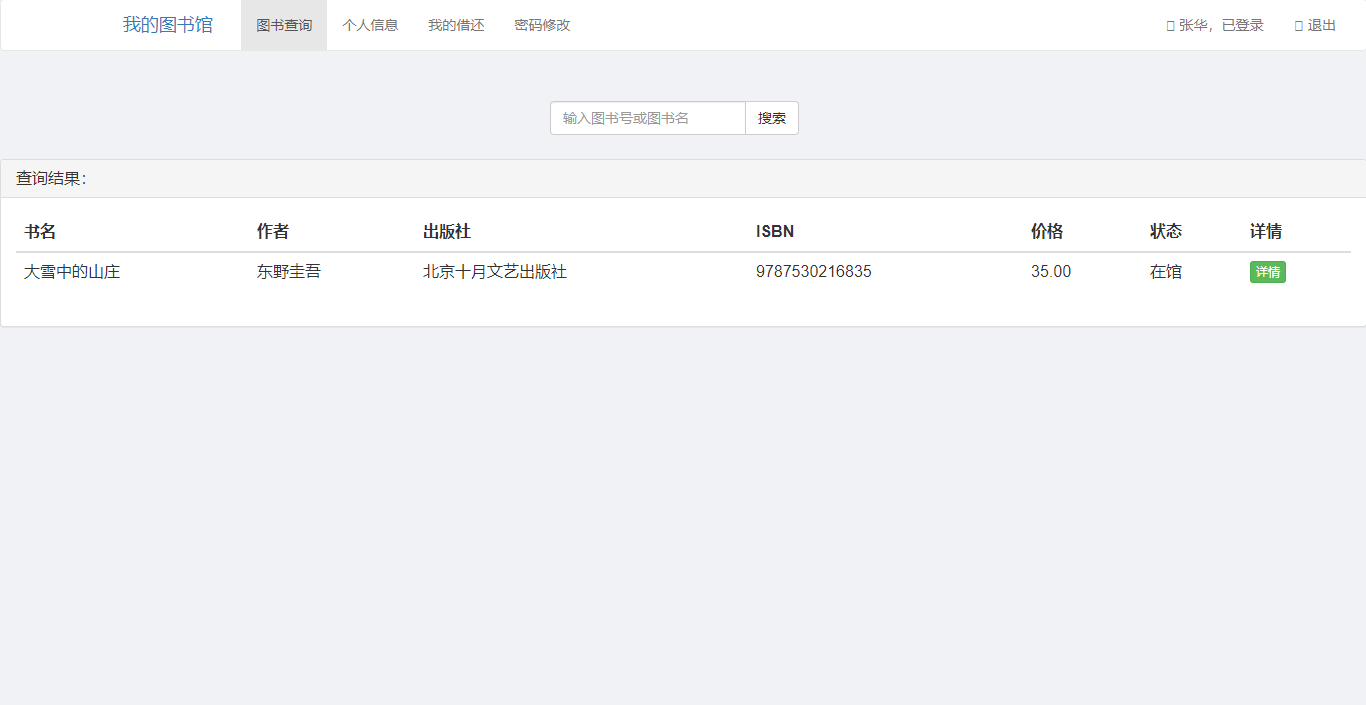 我的图书馆 图书查询 个人信息 我的借还 密码修改 张华，已登录 退出
输入图书号或图书名 搜索
查询结果：
书名 作者 出版社 ISBN 价格 状态 详情
大雪中的山庄 东野圭吾 北京十月文艺出版社 9787530216835 35.00 在馆 详情